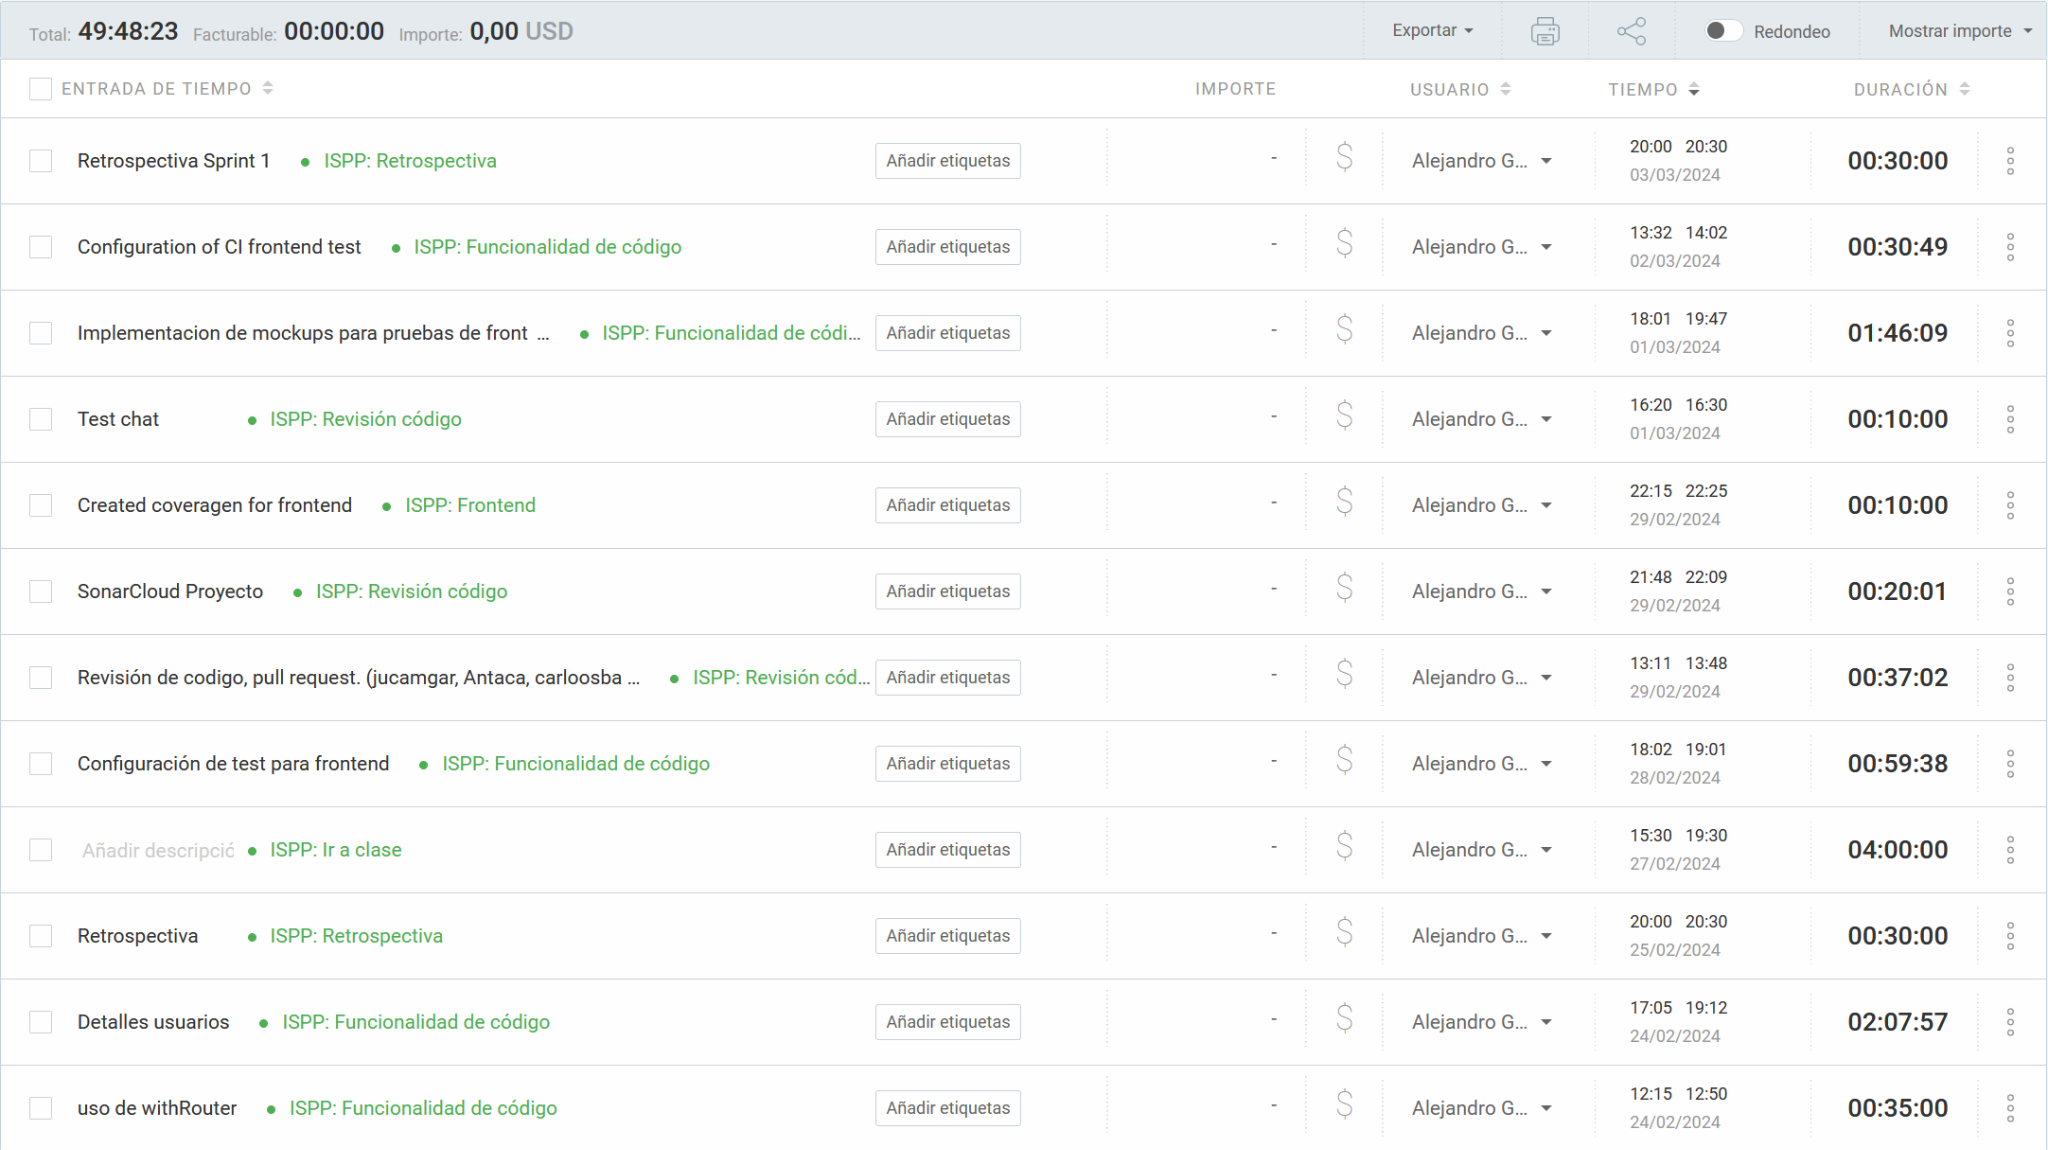 Total: 49:48:23 Facturable: 00:00:00 Importe: 0,00 USD Exportar Redondeo Mostrar importe
ENTRADA DE TIEMPO IMPORTE USUARIO TIEMPO DURACIÓN
Retrospectiva Sprint 1 • ISPP: Retrospectiva Añadir etiquetas - $ Alejandro G... 20:00 20:30 00:30:00
03/03/2024
Configuration of CI frontend test • ISPP: Funcionalidad de código Añadir etiquetas - $ Alejandro G... 13:32 14:02 00:30:49
02/03/2024
Implementacion de mockups para pruebas de front ... • ISPP: Funcionalidad de códi... Añadir etiquetas - $ Alejandro G... 18:01 19:47 01:46:09
01/03/2024
Test chat • ISPP: Revisión código Añadir etiquetas - $ Alejandro G... 16:20 16:30 00:10:00
01/03/2024
Created coveragen for frontend • ISPP: Frontend Añadir etiquetas - $ Alejandro G... 22:15 22:25 00:10:00
29/02/2024
SonarCloud Proyecto • ISPP: Revisión código Añadir etiquetas - $ Alejandro G... 21:48 22:09 00:20:01
29/02/2024
Revisión de codigo, pull request. (jucamgar, Antaca, carloosba ... • ISPP: Revisión cód... Añadir etiquetas - $ Alejandro G... 13:11 13:48 00:37:02
29/02/2024
Configuración de test para frontend • ISPP: Funcionalidad de código Añadir etiquetas - $ Alejandro G... 18:02 19:01 00:59:38
28/02/2024
Añadir descripció • ISPP: Ir a clase Añadir etiquetas - $ Alejandro G... 15:30 19:30 04:00:00
27/02/2024
Retrospectiva • ISPP: Retrospectiva Añadir etiquetas - $ Alejandro G... 20:00 20:30 00:30:00
25/02/2024
Detalles usuarios • ISPP: Funcionalidad de código Añadir etiquetas - $ Alejandro G... 17:05 19:12 02:07:57
24/02/2024
uso de withRouter • ISPP: Funcionalidad de código Añadir etiquetas - $ Alejandro G... 12:15 12:50 00:35:00
24/02/2024